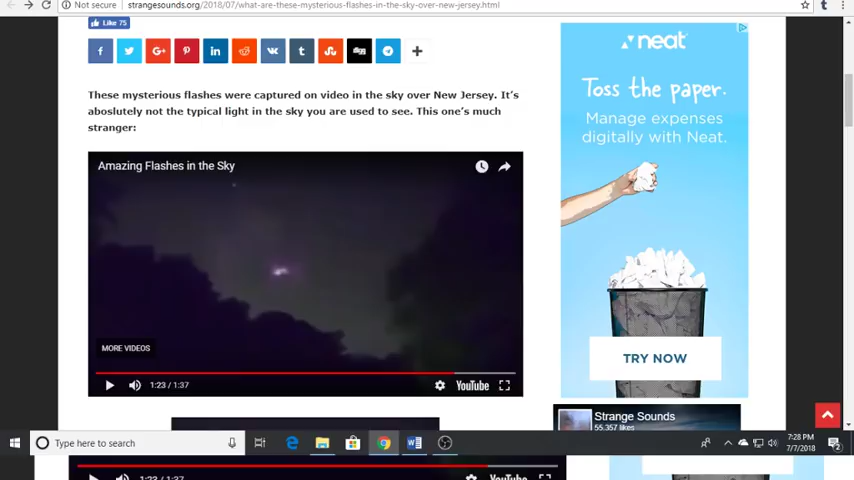 Not secure | strangesounds.org/2018/07/what-are-these-mysterious-flashes-in-the-sky-over-new-jersey.html
Like 75
These mysterious flashes were captured on video in the sky over New Jersey. It's
aboslutely not the typical light in the sky you are used to see. This one's much
stranger:
Amazing Flashes in the Sky
MORE VIDEOS
1:23 / 1:37
YouTube
neat
Toss the paper.
Manage expenses
digitally with Neat.
TRY NOW
Strange Sounds
55,357 likes
Type here to search
7:28 PM
7/7/2018
1:23 / 1:37
YouTube